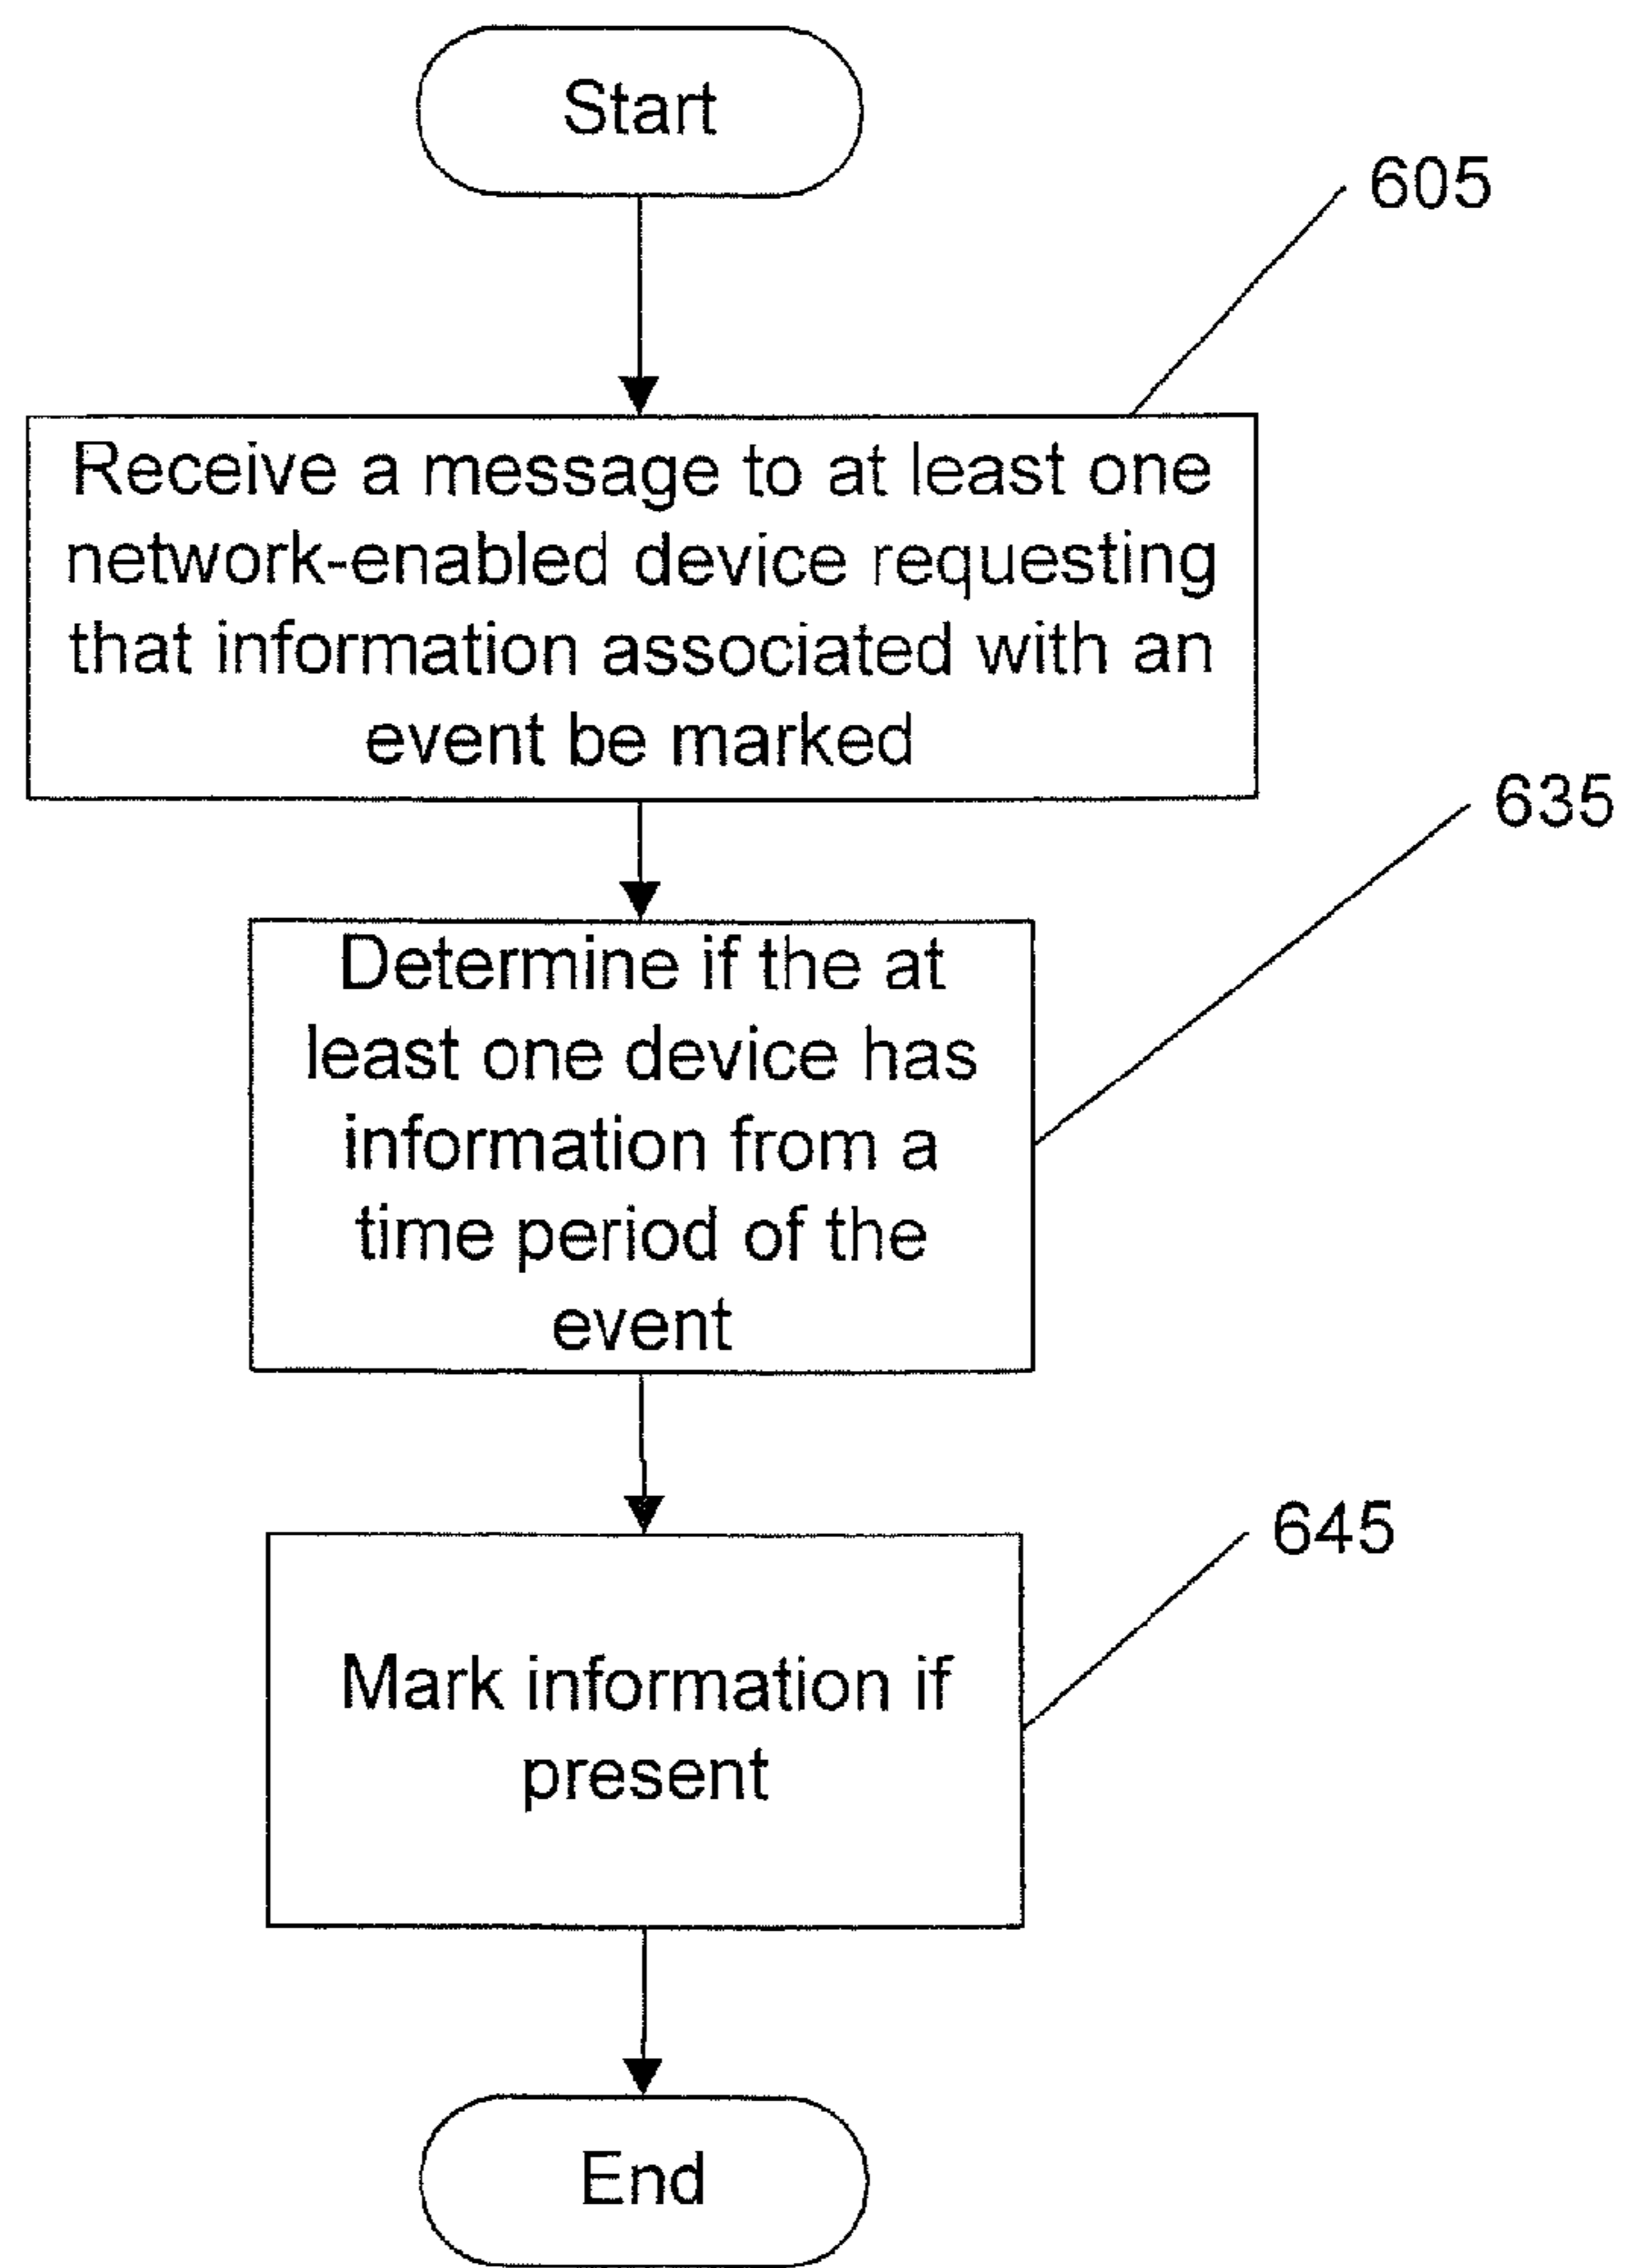 Start
605
Receive a message to at least one
network-enabled device requesting
that information associated with an
event be marked
635
Determine if the at
least one device has
information from a
time period of the
event
645
Mark information if
present
End